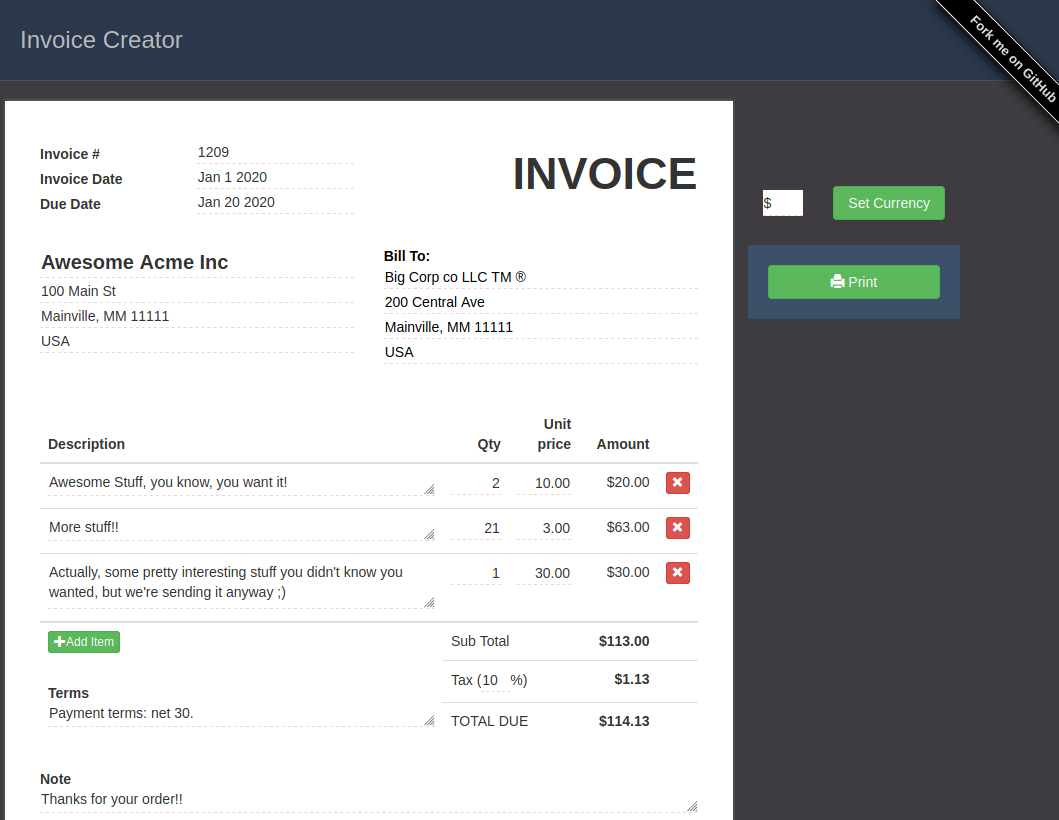 Invoice Creator
Fork me on GitHub
Invoice # 1209
Invoice Date Jan 1 2020
Due Date Jan 20 2020
INVOICE
$ Set Currency
Print
Awesome Acme Inc
100 Main St
Mainville, MM 11111
USA
Bill To:
Big Corp co LLC TM ®
200 Central Ave
Mainville, MM 11111
USA
Description Qty Unit price Amount
Awesome Stuff, you know, you want it! 2 10.00 $20.00
More stuff!! 21 3.00 $63.00
Actually, some pretty interesting stuff you didn't know you 1 30.00 $30.00
wanted, but we're sending it anyway ;)
Add Item
Sub Total $113.00
Tax (10 %) $1.13
TOTAL DUE $114.13
Terms
Payment terms: net 30.
Note
Thanks for your order!!